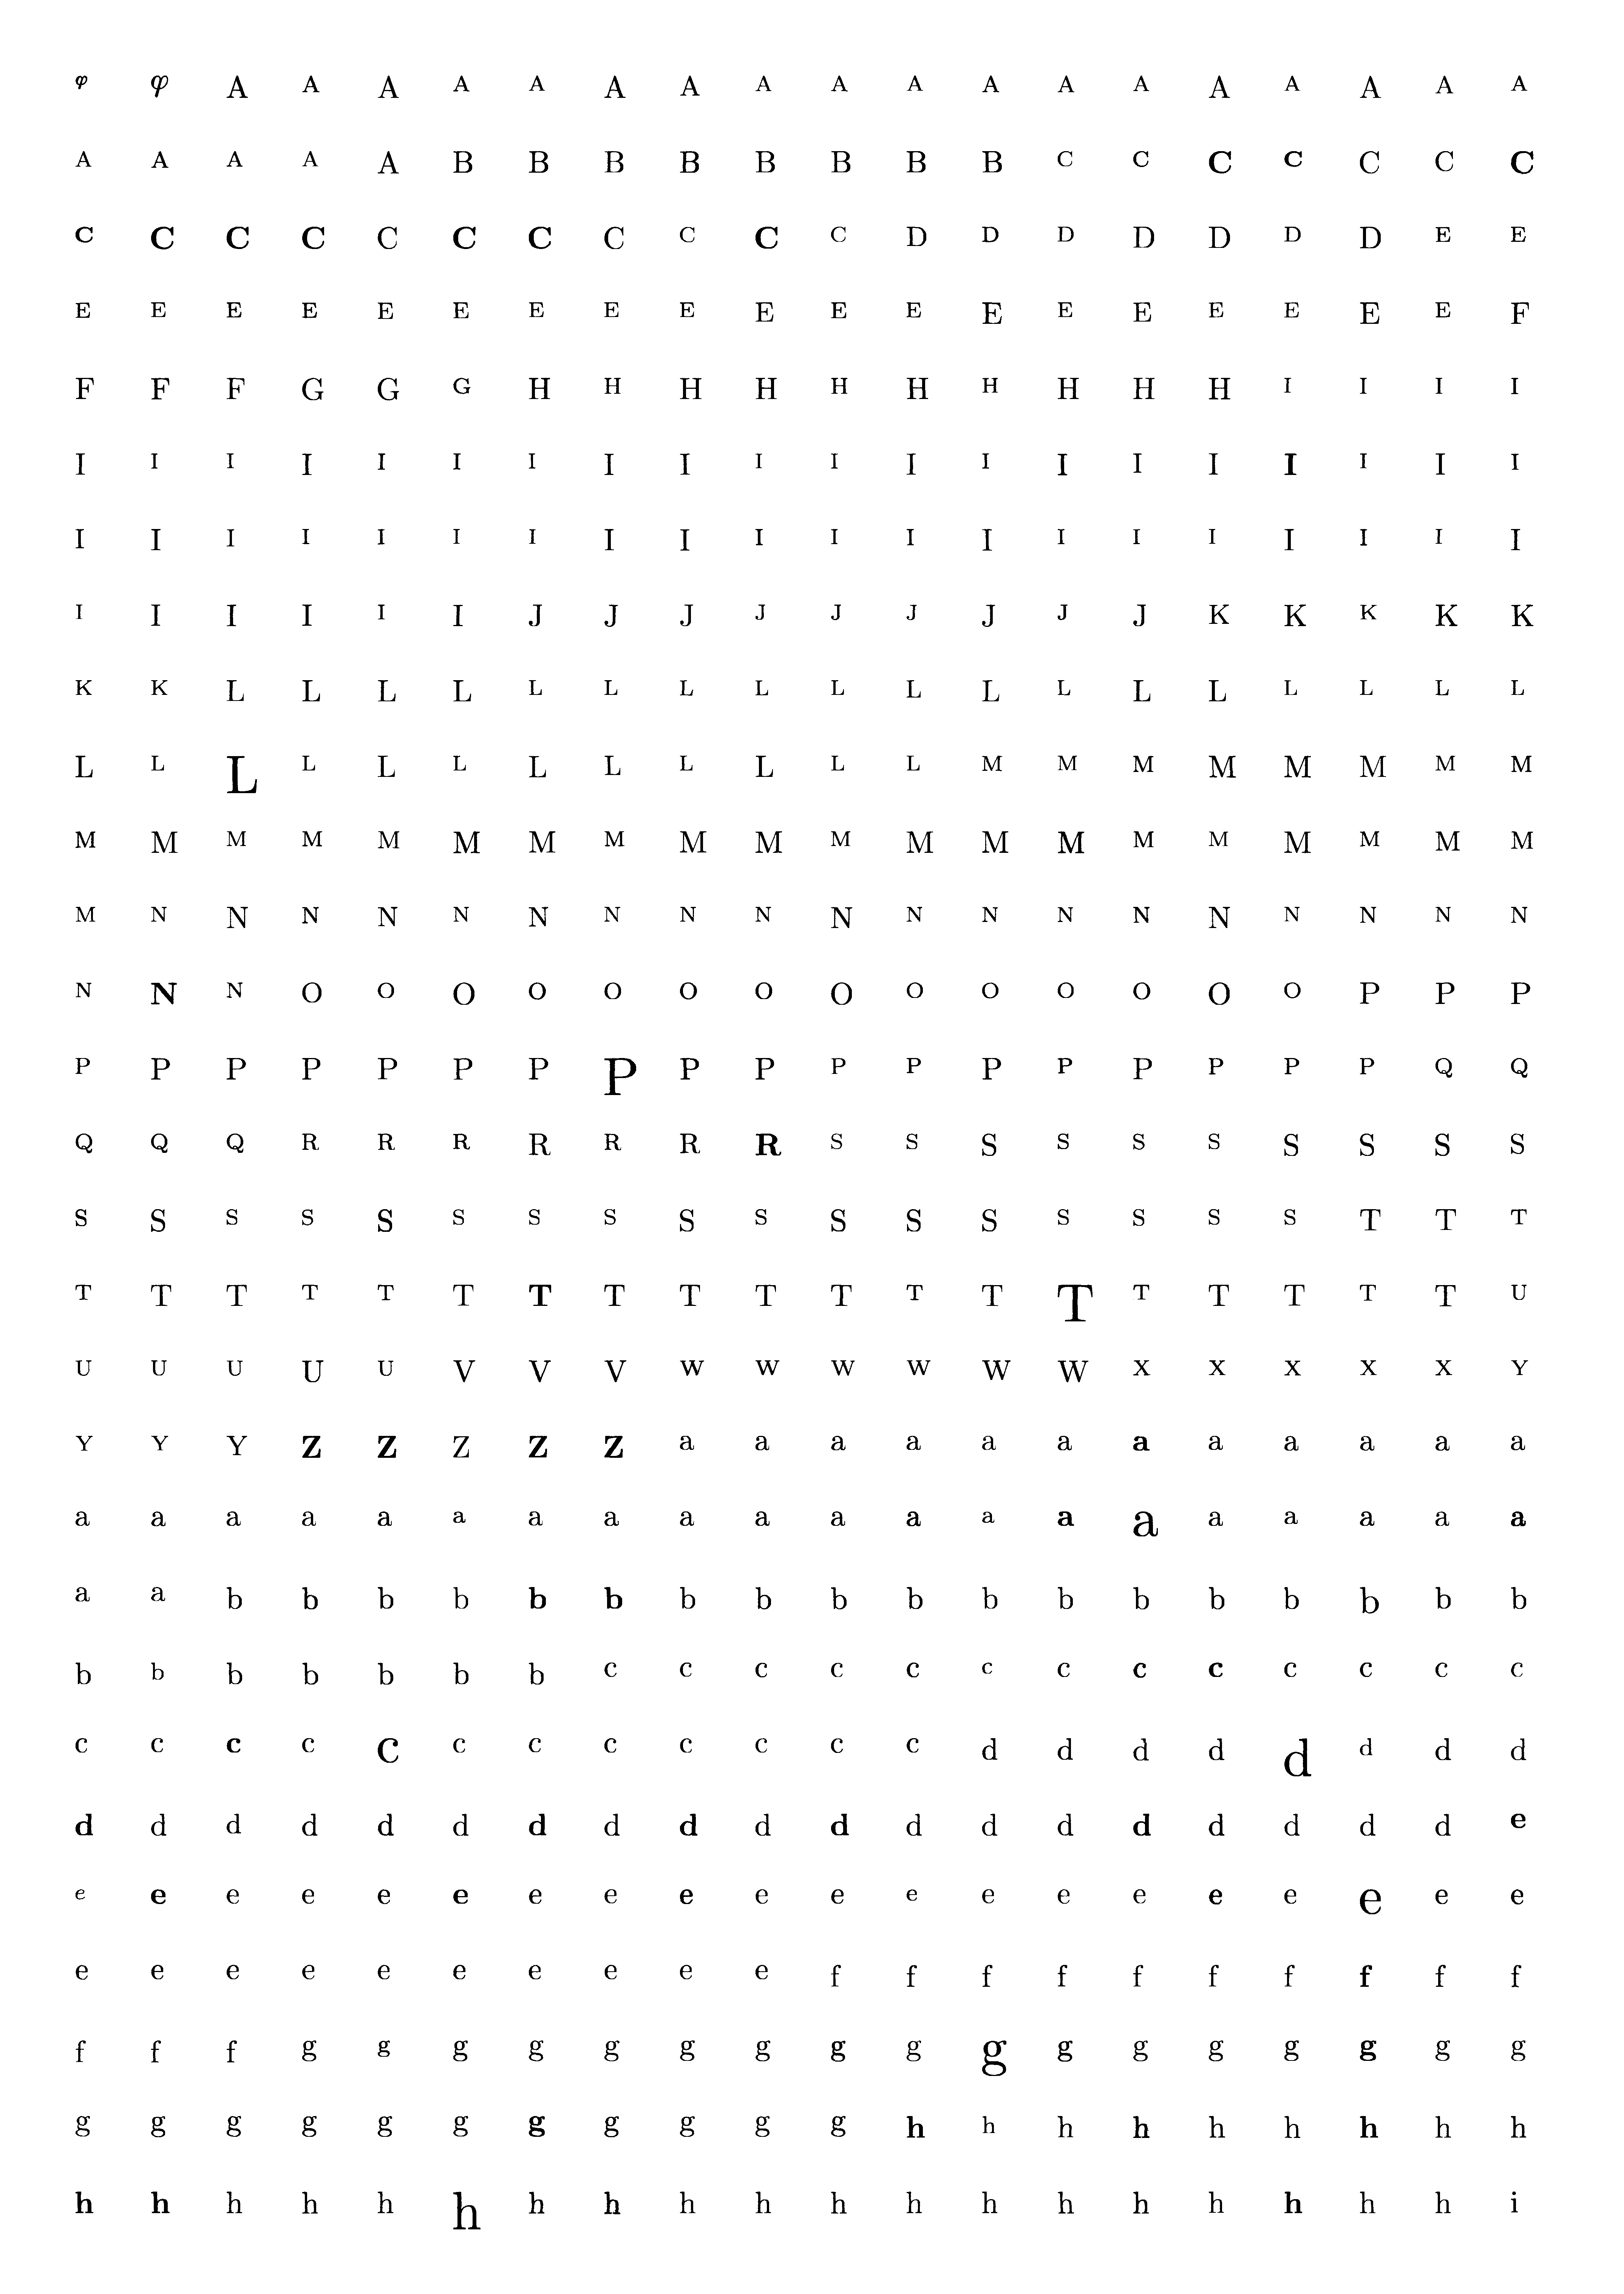 φ φ A A A A A A A A A A A A A A A A A A
A A A A A B B B B B B B B C C C C C C C
C C C C C C C C C C C D D D D D D D E E
E E E E E E E E E E E E E E E E E E E F
F F F G G G H H H H H H H H H H I I I I
I I I I I I I I I I I I I I I I I I I I
I I I I I I I I I I I I I I I I I I I I
I I I I I I J J J J J J J J J K K K K K
K K L L L L L L L L L L L L L L L L L L
L L L L L L L L L L L L M M M M M M M M
M M M M M M M M M M M M M M M M M M M M
M N N N N N N N N N N N N N N N N N N N
N N N O O O O O O O O O O O O O O P P P
P P P P P P P P P P P P P P P P P P Q Q
Q Q Q R R R R R R R S S S S S S S S S S
S S S S S S S S S S S S S S S S S T T T
T T T T T T T T T T T T T T T T T T T U
U U U U U V V V W W W W W W X X X X X Y
Y Y Y Z Z Z Z Z a a a a a a a a a a a a
a a a a a a a a a a a a a a a a a a a a
a a b b b b b b b b b b b b b b b b b b
b b b b b b b c c c c c c c c c c c c c
c c c c c c c c c c c c d d d d d d d d
d d d d d d d d d d d d d d d d d d d e
e e e e e e e e e e e e e e e e e e e e
e e e e e e e e e e f f f f f f f f f f
f f f g g g g g g g g g g g g g g g g g
g g g g g g g g g g g h h h h h h h h h
h h h h h h h h h h h h h h h h h h h i